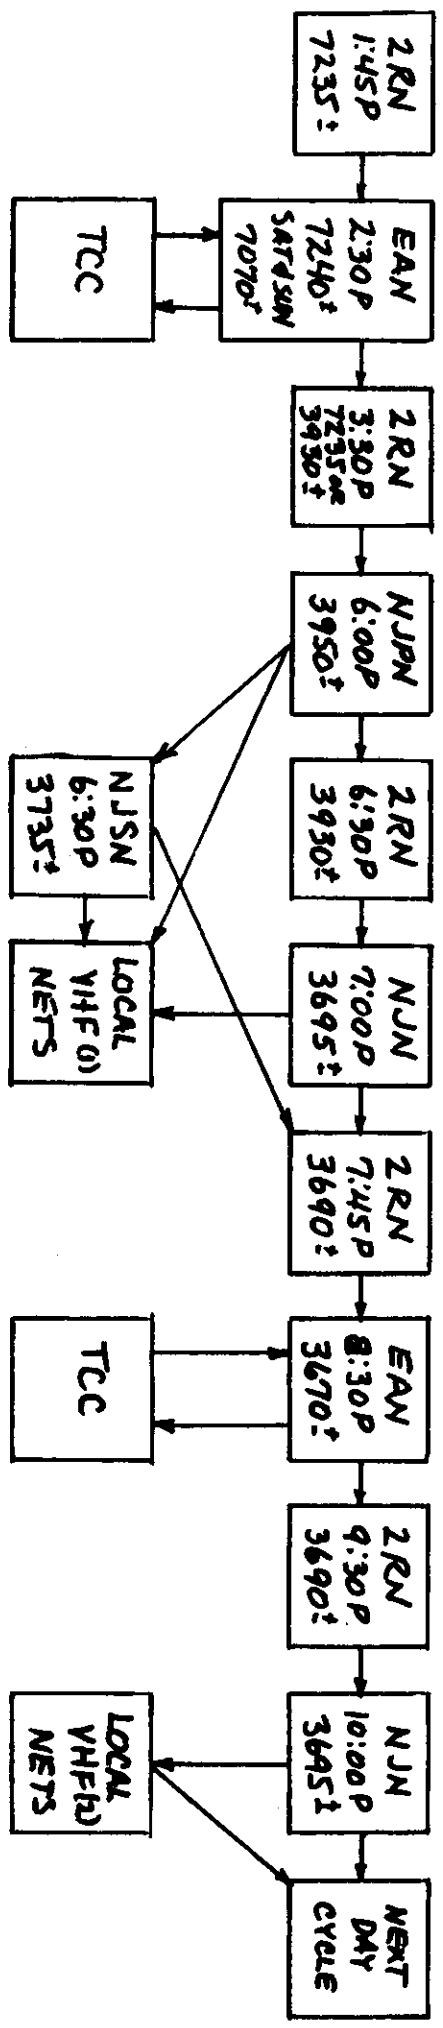 2RN
1:45P
7235±
EAN
2:30P
7240±
SAT&SUN
7070±
TCC
2RN
3:30P
7235 OR
3930±
NJPN
6:00P
3950±
2RN
6:30P
3930±
NJSN
6:30P
3735±
NJN
7:00P
3695±
LOCAL
VHF(1)
NETS
2RN
7:45P
3690±
EAN
8:30P
3670±
TCC
2RN
9:30P
3690±
NJN
10:00P
3695±
LOCAL
VHF(2)
NETS
NEXT
DAY
CYCLE